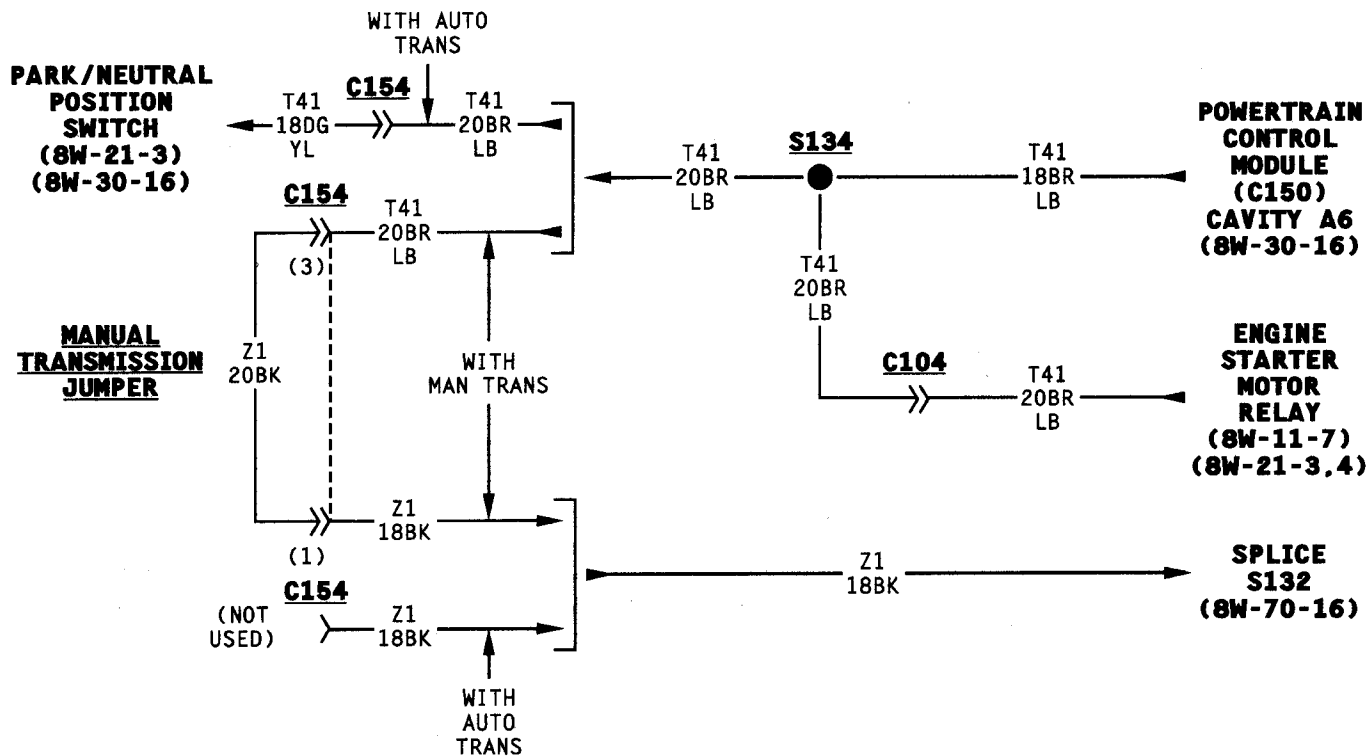 WITH AUTO
TRANS
PARK/NEUTRAL
POSITION
SWITCH
(8W-21-3)
(8W-30-16)
T41
18DG
YL
C154
T41
20BR
LB
C154
T41
20BR
LB
(3)
T41
20BR
LB
S134
T41
18BR
LB
POWERTRAIN
CONTROL
MODULE
(C150)
CAVITY A6
(8W-30-16)
T41
20BR
LB
MANUAL
TRANSMISSION
JUMPER
Z1
20BK
WITH
MAN TRANS
C104
T41
20BR
LB
ENGINE
STARTER
MOTOR
RELAY
(8W-11-7)
(8W-21-3,4)
Z1
18BK
(1)
C154
(NOT
USED)
Z1
18BK
Z1
18BK
SPLICE
S132
(8W-70-16)
WITH
AUTO
TRANS